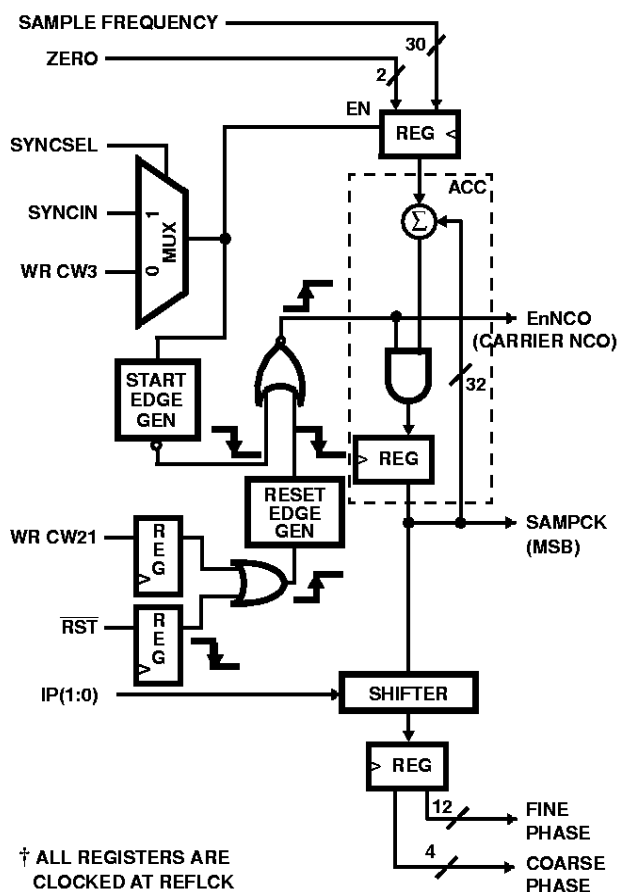 SAMPLE FREQUENCY
30
ZERO
2
EN
REG
SYNCSEL
ACC
SYNCIN
1
MUX
Σ
WR CW3
0
EnNCO
(CARRIER NCO)
START
EDGE
GEN
32
REG
RESET
EDGE
GEN
WR CW21
REG
SAMPCK
(MSB)
RST
REG
IP(1:0)
SHIFTER
REG
12
FINE
PHASE
4
COARSE
PHASE
† ALL REGISTERS ARE
CLOCKED AT REFLCK